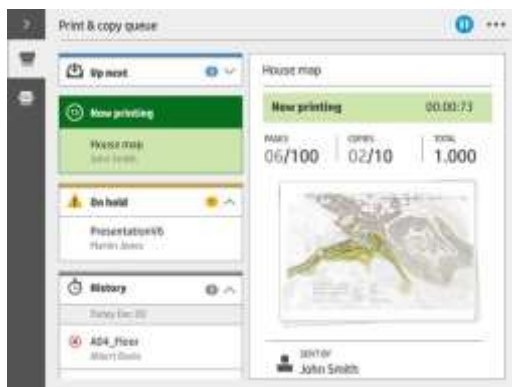 Print & copy queue
Up next
Now printing
House map
John Smith
On hold
PresentationV6
Martin Jones
History
A04_Floor
House map
Now printing
00:00:73
PAGES
06/100
COPIES
02/10
TOTAL
1.000
SENT BY
John Smith